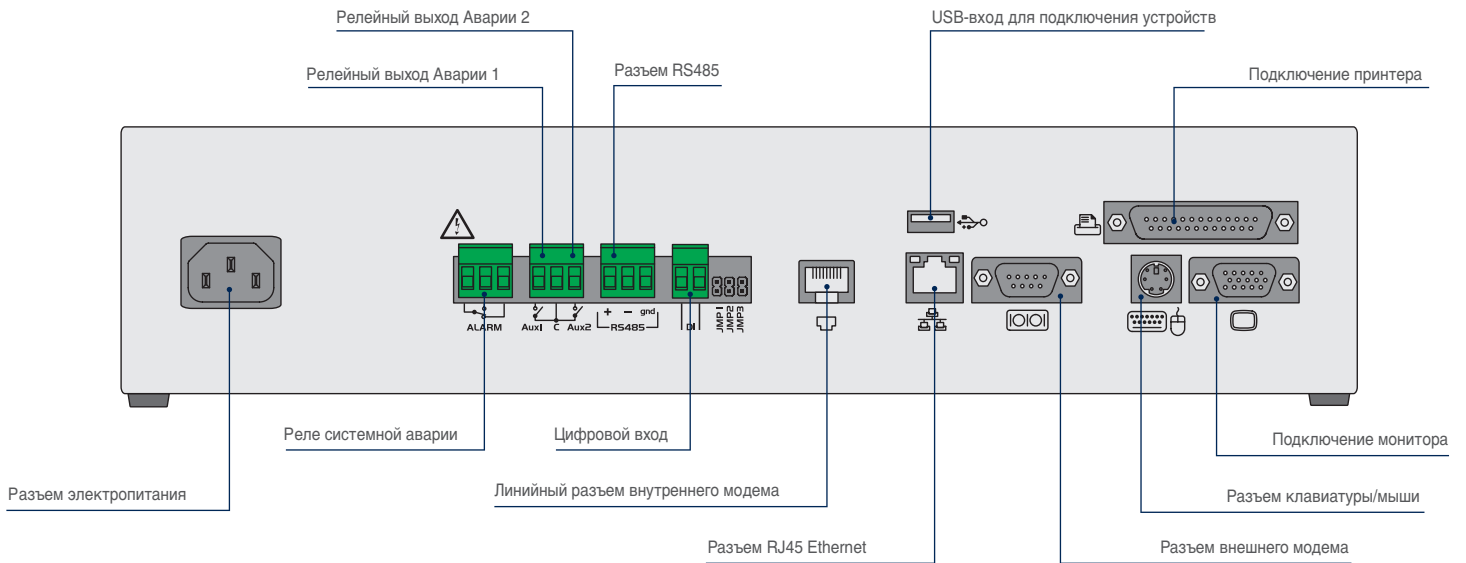 Релейный выход Аварии 2
USB-вход для подключения устройств
Релейный выход Аварии 1
Разъем RS485
Подключение принтера
ALARM
Aux1 C Aux2
+ – gnd
RS485
DI
JMP1
JMP2
JMP3
IOIOI
Реле системной аварии
Цифровой вход
Подключение монитора
Разъем электропитания
Линейный разъем внутреннего модема
Разъем клавиатуры/мыши
Разъем RJ45 Ethernet
Разъем внешнего модема